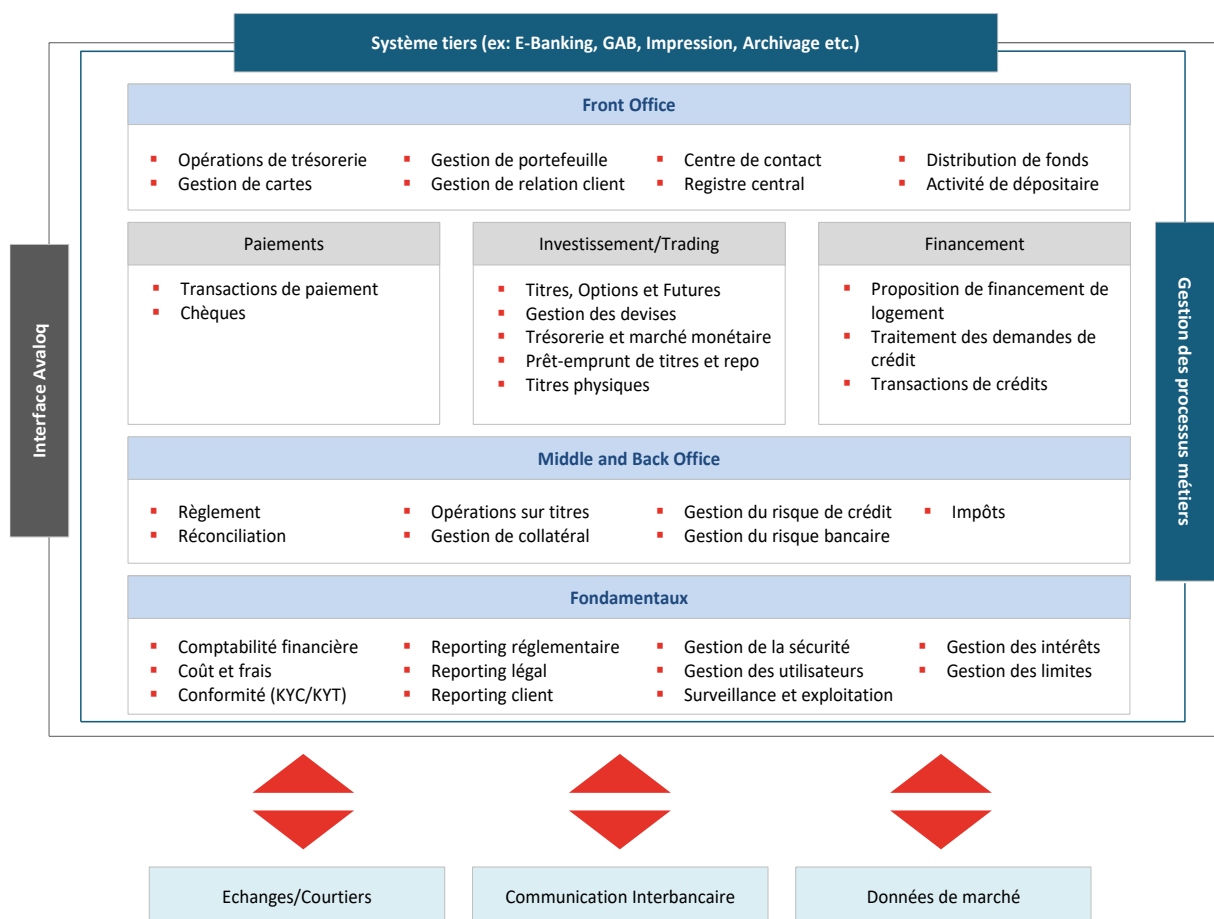 Système tiers (ex: E-Banking, GAB, Impression, Archivage etc.)
Interface Avaloq
Gestion des processus métiers
Front Office
Opérations de trésorerie
Gestion de cartes
Gestion de portefeuille
Gestion de relation client
Centre de contact
Registre central
Distribution de fonds
Activité de dépositaire
Paiements
Transactions de paiement
Chèques
Investissement/Trading
Titres, Options et Futures
Gestion des devises
Trésorerie et marché monétaire
Prêt-emprunt de titres et repo
Titres physiques
Financement
Proposition de financement de
logement
Traitement des demandes de
crédit
Transactions de crédits
Middle and Back Office
Règlement
Réconciliation
Opérations sur titres
Gestion de collatéral
Gestion du risque de crédit
Gestion du risque bancaire
Impôts
Fondamentaux
Comptabilité financière
Coût et frais
Conformité (KYC/KYT)
Reporting réglementaire
Reporting légal
Reporting client
Gestion de la sécurité
Gestion des utilisateurs
Surveillance et exploitation
Gestion des intérêts
Gestion des limites
Echanges/Courtiers
Communication Interbancaire
Données de marché